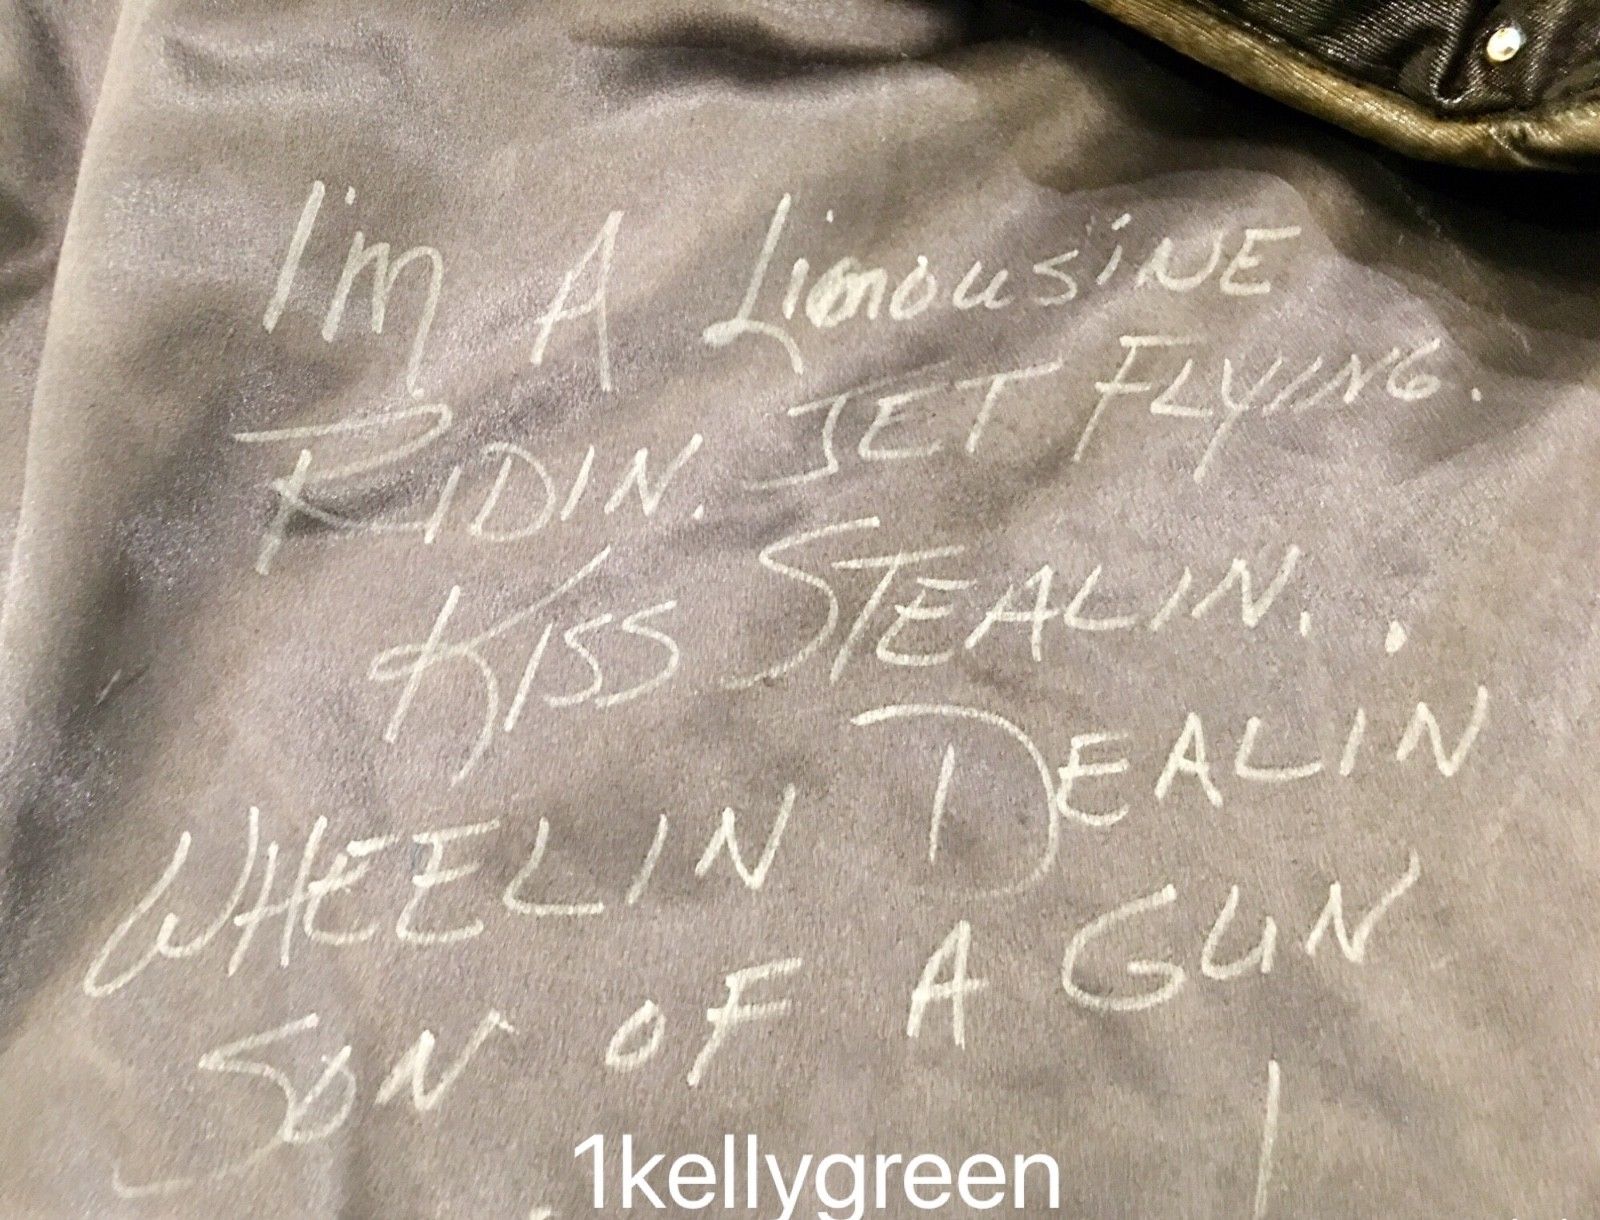 I'm A LimousiNE
RIDIN. JET FLYING.
KISS STEALIN. .
WHEELIN DEALIN
SON OF A GUN
1kellygreen